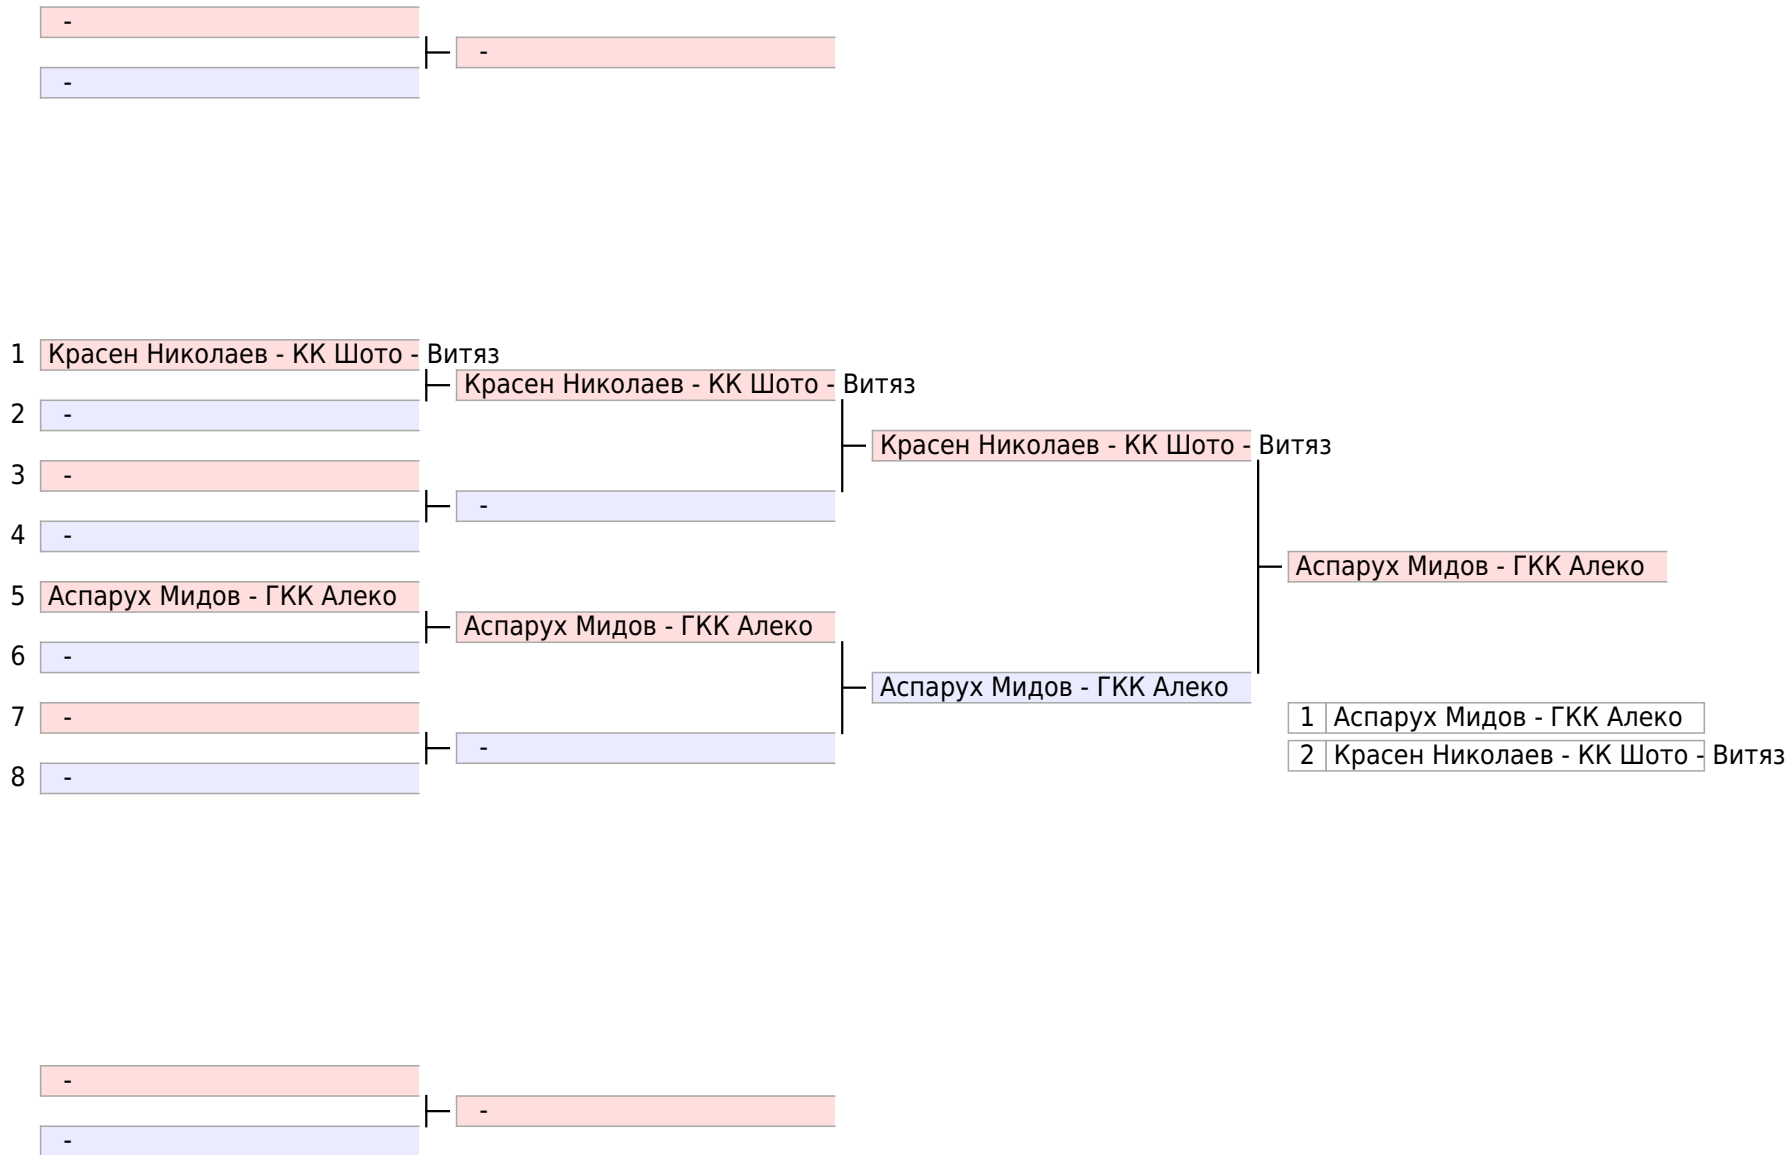 -
-
-
1 Красен Николаев - КК Шото - Витяз
Красен Николаев - КК Шото - Витяз
2 -
Красен Николаев - КК Шото - Витяз
3 -
-
4 -
Аспарух Мидов - ГКК Алеко
5 Аспарух Мидов - ГКК Алеко
Аспарух Мидов - ГКК Алеко
6 -
Аспарух Мидов - ГКК Алеко
7 -
1 Аспарух Мидов - ГКК Алеко
-
2 Красен Николаев - КК Шото - Витяз
8 -
-
-
-